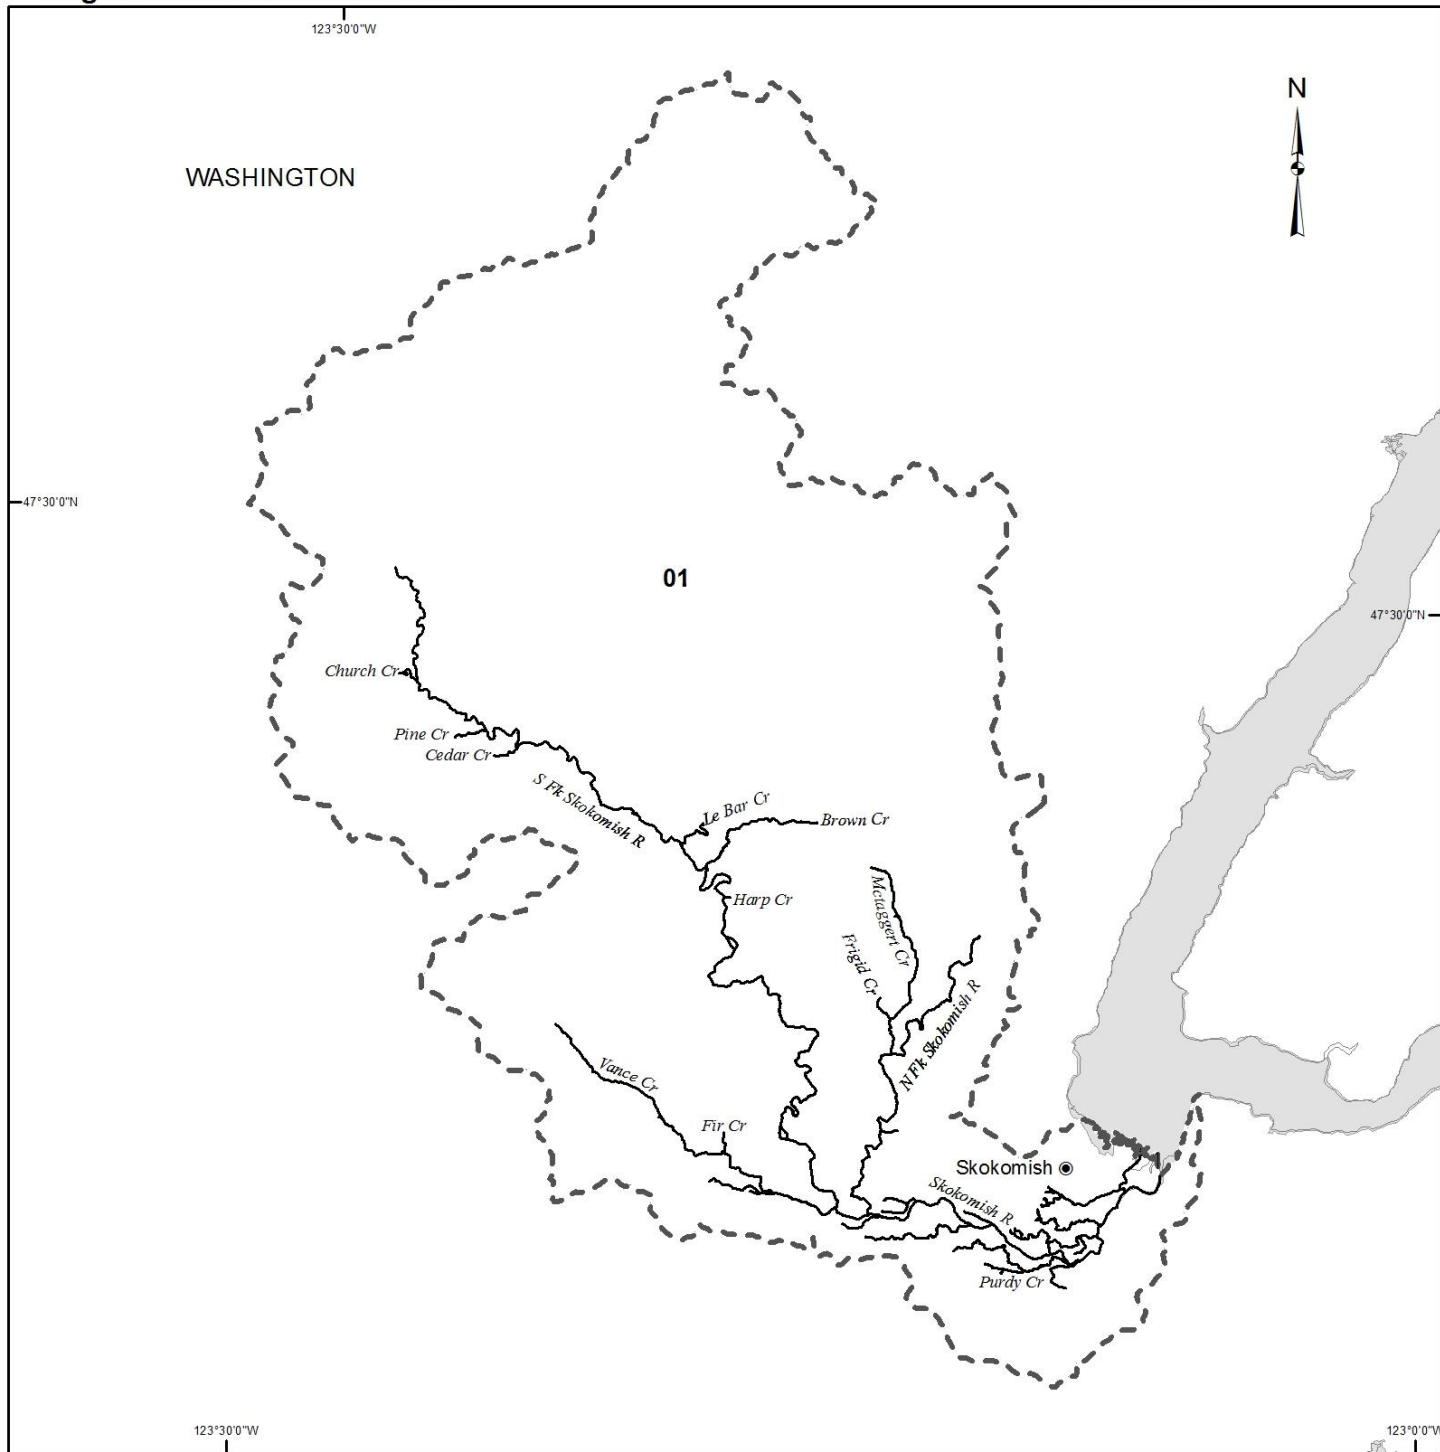 123°30'0"W
N
WASHINGTON
47°30'0"N
01
47°30'0"N
Church Cr
Pine Cr
Cedar Cr
S Fk Skokomish R
Le Bar Cr
Brown Cr
Harp Cr
Mctaggert Cr
Frigid Cr
N Fk Skokomish R
Vance Cr
Fir Cr
Skokomish
Skokomish R
Purdy Cr
123°30'0"W
123°0'0"W